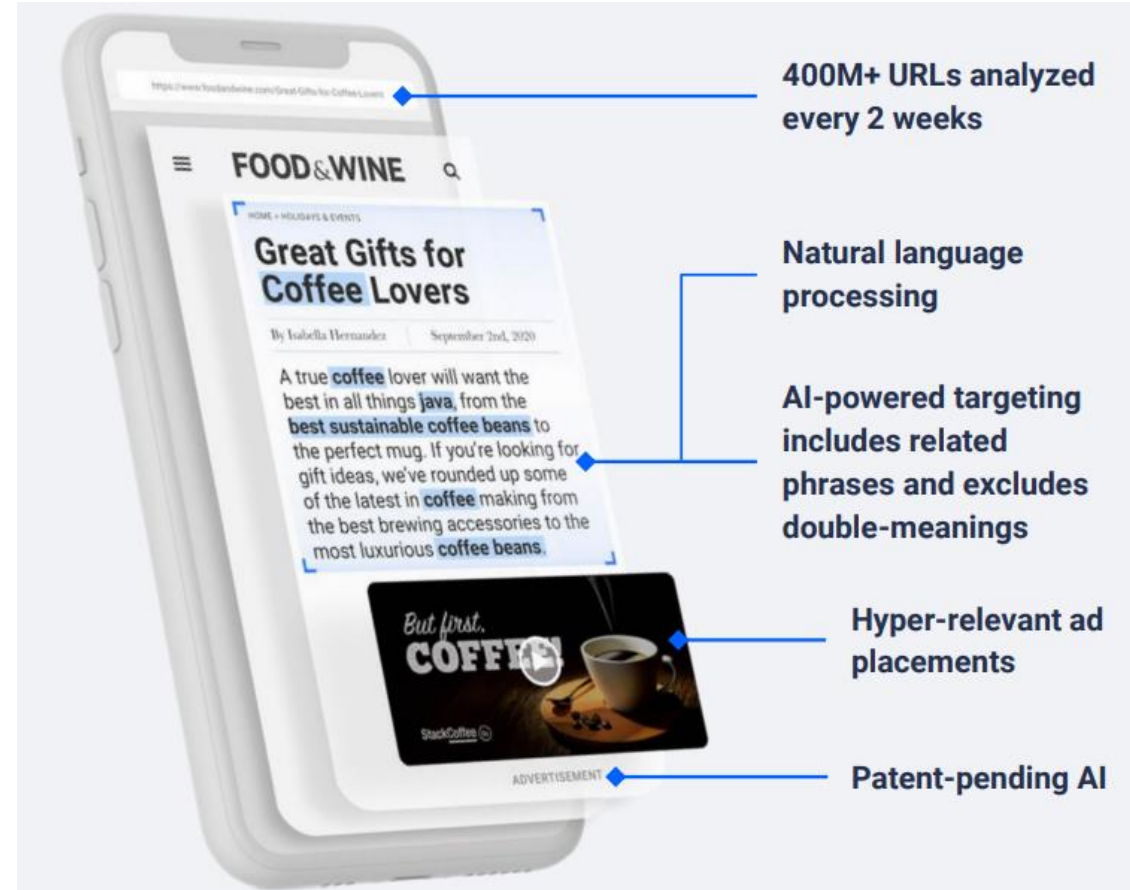 https://www.foodandwine.com/Great-Gifts-for-Coffee-Lovers
FOOD&WINE
HOME • HOLIDAYS & EVENTS
Great Gifts for
Coffee Lovers
By Isabella Hernandez
September 2nd, 2020
A true coffee lover will want the
best in all things java, from the
best sustainable coffee beans to
the perfect mug. If you're looking for
gift ideas, we've rounded up some
of the latest in coffee making from
the best brewing accessories to the
most luxurious coffee beans.
But first,
COFFEE!
StackCoffee
ADVERTISEMENT
400M+ URLs analyzed
every 2 weeks
Natural language
processing
AI-powered targeting
includes related
phrases and excludes
double-meanings
Hyper-relevant ad
placements
Patent-pending AI